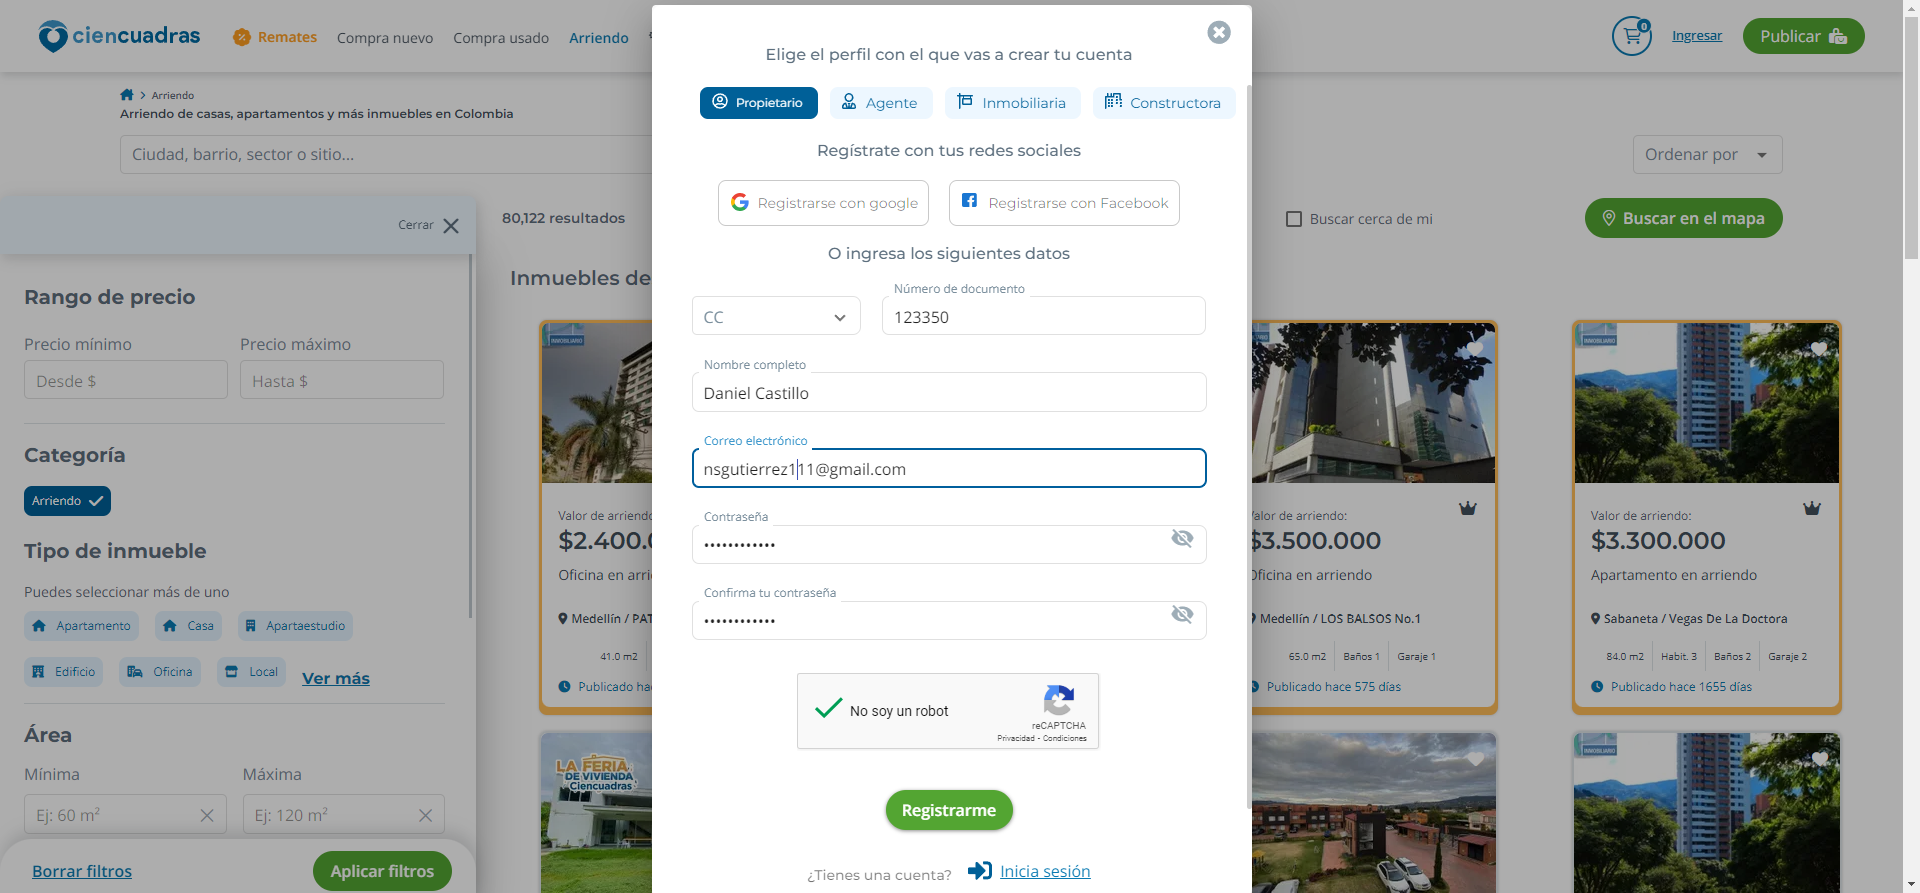 ciencuadras
Remates
Compra nuevo
Compra usado
Arriendo
0
Ingresar
Publicar
Arriendo
Arriendo de casas, apartamentos y más inmuebles en Colombia
Ciudad, barrio, sector o sitio...
Ordenar por
Cerrar
80,122 resultados
Buscar cerca de mi
Buscar en el mapa
Inmuebles de
Rango de precio
Precio mínimo
Precio máximo
Desde $
Hasta $
Categoría
Arriendo
Tipo de inmueble
Puedes seleccionar más de uno
Apartamento
Casa
Apartaestudio
Edificio
Oficina
Local
Ver más
Área
Mínima
Máxima
Ej: 60 m²
Ej: 120 m²
Borrar filtros
Aplicar filtros
Elige el perfil con el que vas a crear tu cuenta
Propietario
Agente
Inmobiliaria
Constructora
Regístrate con tus redes sociales
Registrarse con google
Registrarse con Facebook
O ingresa los siguientes datos
CC
Número de documento
123350
Nombre completo
Daniel Castillo
Correo electrónico
nsgutierrez111@gmail.com
Contraseña
••••••••••••
Confirma tu contraseña
••••••••••••
No soy un robot
reCAPTCHA
Privacidad - Condiciones
Registrarme
¿Tienes una cuenta?
Inicia sesión
INMOBILIARIO
Valor de arriendo:
$2.400.
Oficina en arri
Medellín / PAT
41.0 m2
Publicado ha
Valor de arriendo:
$3.500.000
Oficina en arriendo
Medellín / LOS BALSOS No.1
65.0 m2
Baños 1
Garaje 1
Publicado hace 575 días
INMOBILIARIO
Valor de arriendo:
$3.300.000
Apartamento en arriendo
Sabaneta / Vegas De La Doctora
84.0 m2
Habit. 3
Baños 2
Garaje 2
Publicado hace 1655 días
LA FERIA
DE VIVIENDA
Ciencuadras
INMOBILIARIO